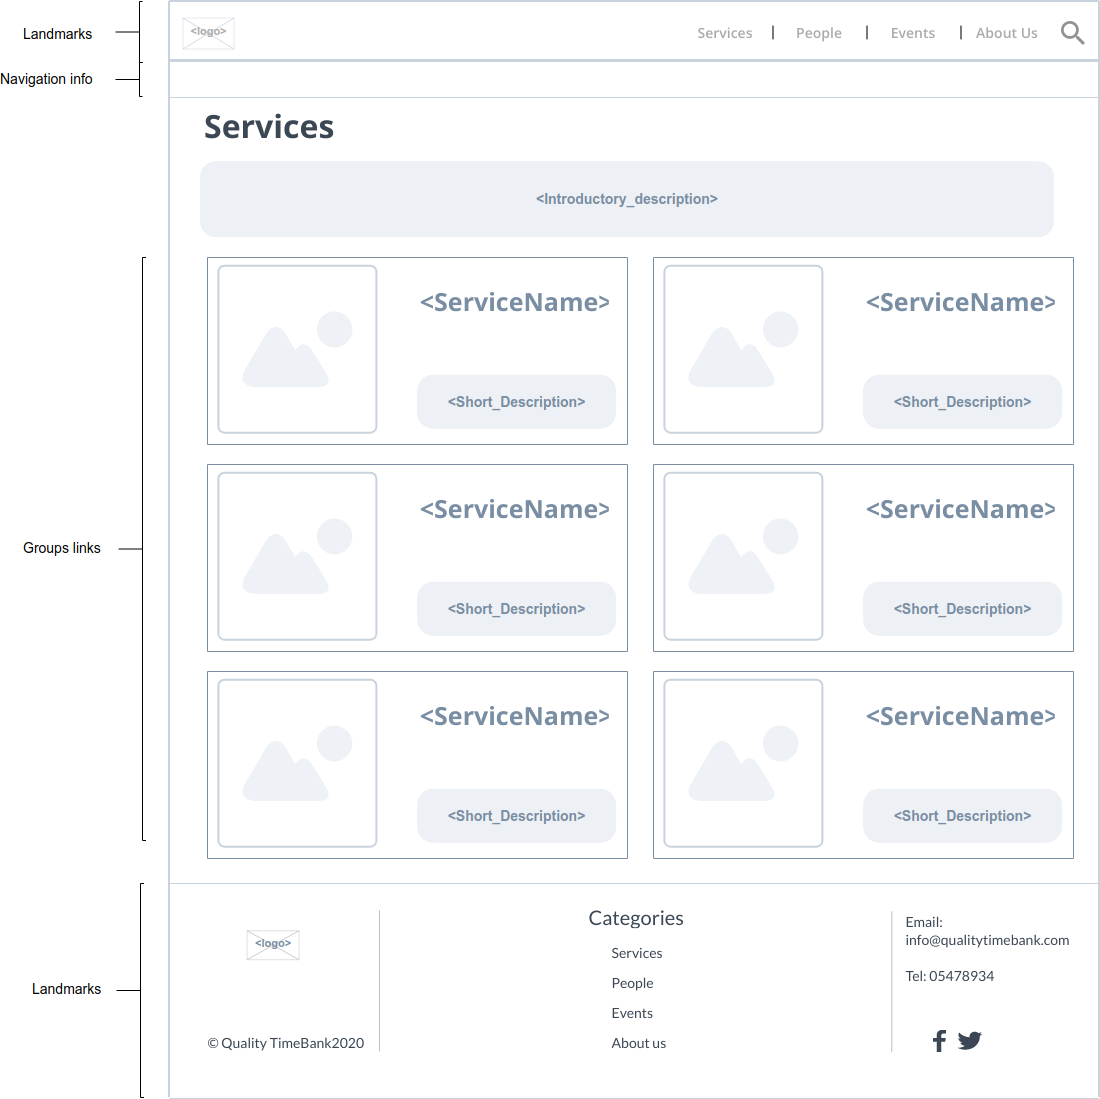 Landmarks
<logo>
Services | People | Events | About Us
Navigation info
Services
<Introductory_description>
Groups links
<ServiceName>
<Short_Description>
<ServiceName>
<Short_Description>
<ServiceName>
<Short_Description>
<ServiceName>
<Short_Description>
<ServiceName>
<Short_Description>
<ServiceName>
<Short_Description>
Landmarks
<logo>
© Quality TimeBank2020
Categories
Services
People
Events
About us
Email:
info@qualitytimebank.com
Tel: 05478934